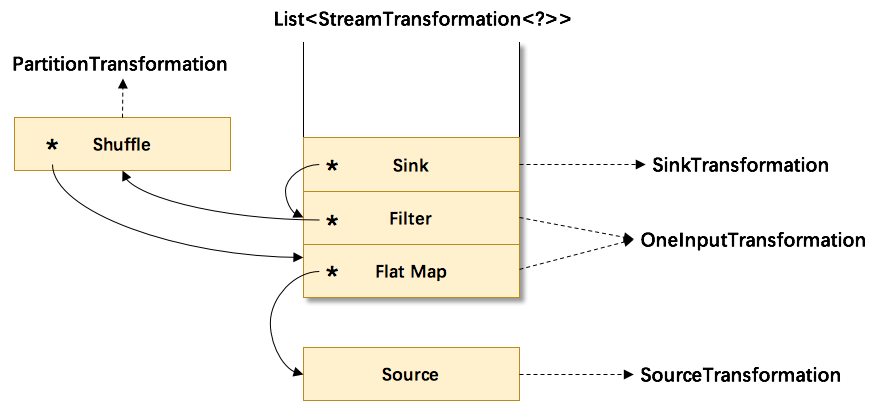 List<StreamTransformation<?>>
PartitionTransformation
* Shuffle
* Sink
SinkTransformation
* Filter
OneInputTransformation
* Flat Map
Source
SourceTransformation